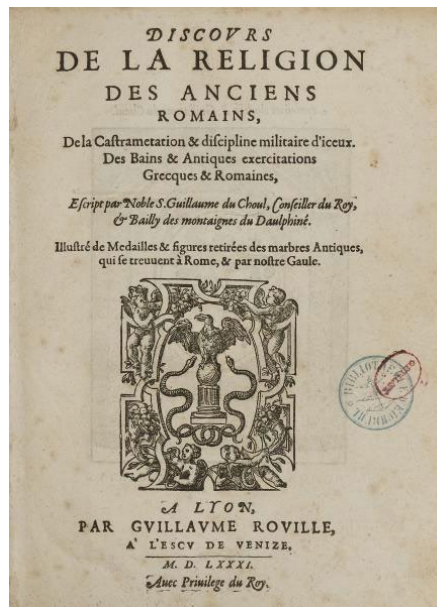 DISCOVRS
DE LA RELIGION
DES ANCIENS
ROMAINS,
De la Caſtrametation & diſcipline militaire d'iceux.
Des Bains & Antiques exercitations
Grecques & Romaines,
Eſcript par Noble S. Guillaume du Choul, Conſeiller du Roy,
& Bailly des montaignes du Daulphiné.
Illuſtré de Medailles & figures retirées des marbres Antiques,
qui ſe treuuent à Rome, & par noſtre Gaule.
A LYON,
PAR GVILLAVME ROVILLE,
A' L'ESCV DE VENIZE.
M. D. LXXXI.
Auec Priuilege du Roy.